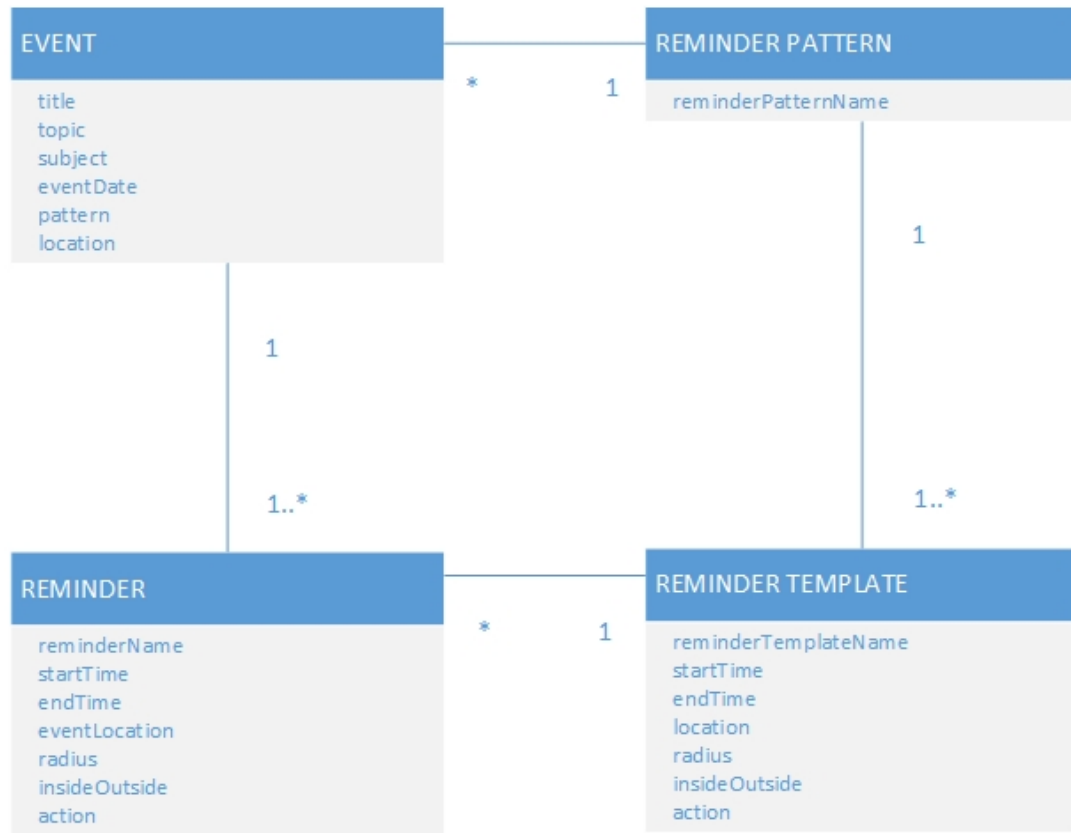 EVENT
title
topic
subject
eventDate
pattern
location
*
1
REMINDER PATTERN
reminderPatternName
1
1..*
1
1..*
REMINDER
reminderName
startTime
endTime
eventLocation
radius
insideOutside
action
*
1
REMINDER TEMPLATE
reminderTemplateName
startTime
endTime
location
radius
insideOutside
action